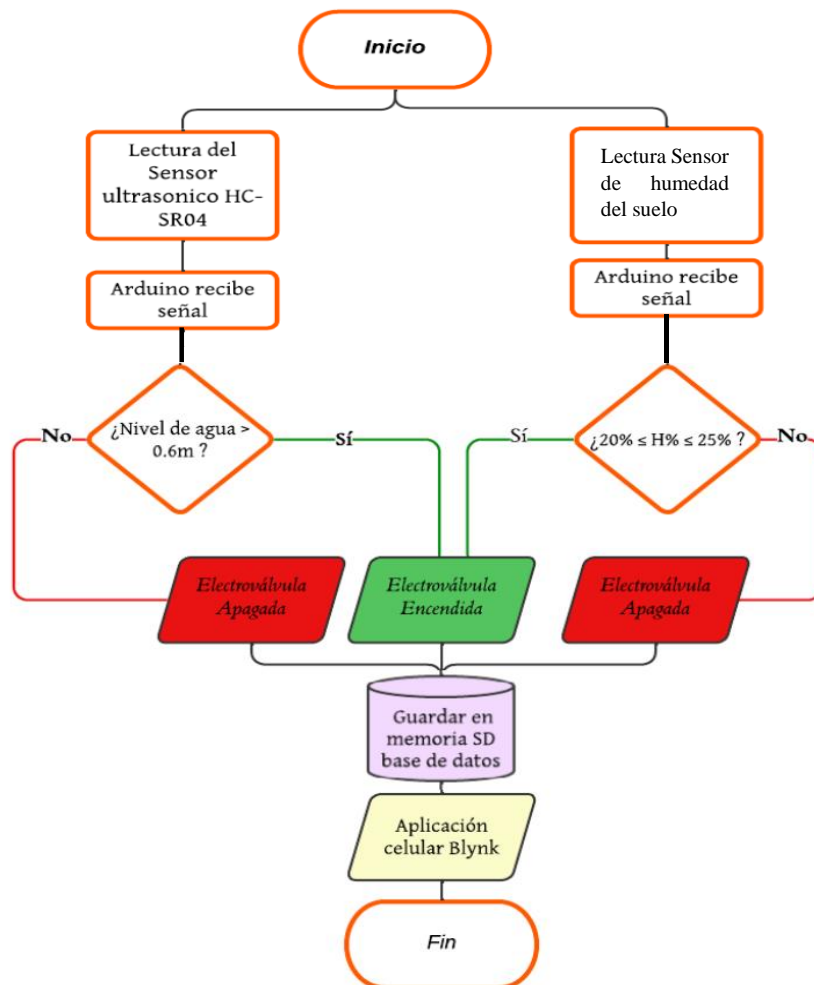 Inicio
Lectura del
Sensor
ultrasonico HC-
SR04
Lectura Sensor
de humedad
del suelo
Arduino recibe
señal
Arduino recibe
señal
No
¿Nivel de agua >
0.6m ?
Sí
Sí
¿20% ≤ H% ≤ 25% ?
No
Electroválvula
Apagada
Electroválvula
Encendida
Electroválvula
Apagada
Guardar en
memoria SD
base de datos
Aplicación
celular Blynk
Fin